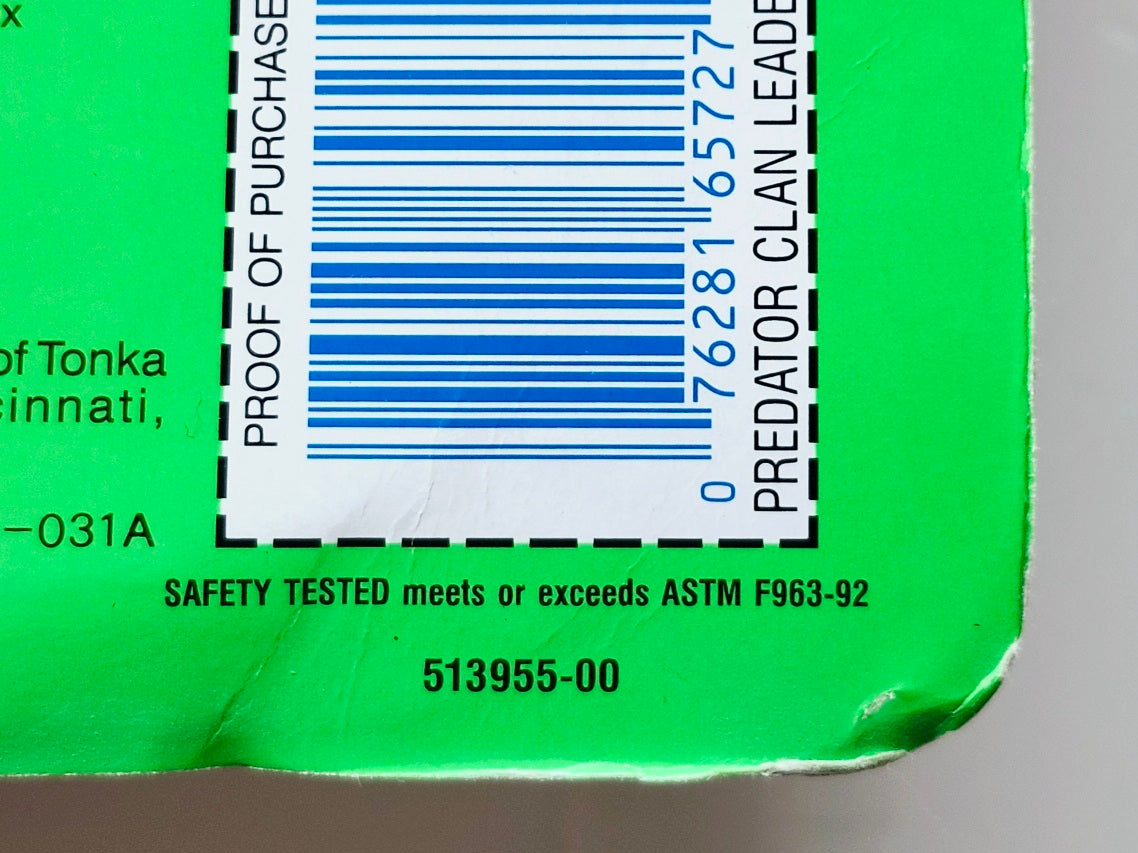 x
of Tonka
cinnati,
-031A
PROOF OF PURCHASE
0 76281 65727
PREDATOR CLAN LEADE
SAFETY TESTED meets or exceeds ASTM F963-92
513955-00